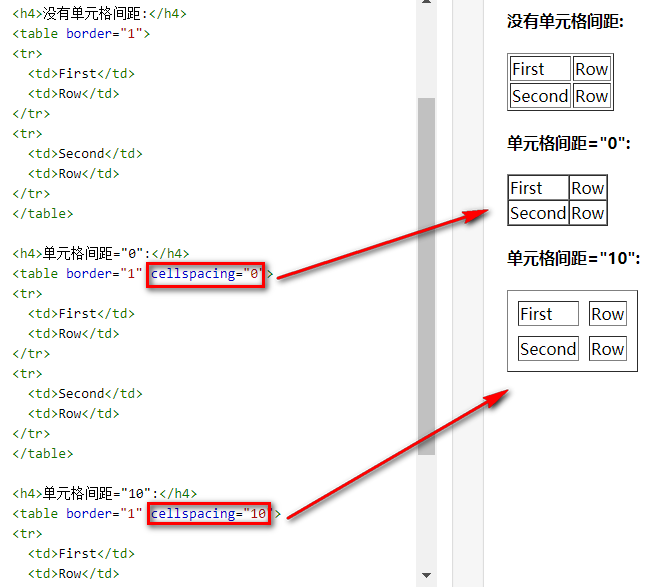 <h4>没有单元格间距:</h4>
<table border="1">
<tr>
<td>First</td>
<td>Row</td>
</tr>
<tr>
<td>Second</td>
<td>Row</td>
</tr>
</table>
<h4>单元格间距="0":</h4>
<table border="1" cellspacing="0">
<tr>
<td>First</td>
<td>Row</td>
</tr>
<tr>
<td>Second</td>
<td>Row</td>
</tr>
</table>
<h4>单元格间距="10":</h4>
<table border="1" cellspacing="10">
<tr>
<td>First</td>
<td>Row</td>
没有单元格间距:
First Row
Second Row
单元格间距="0":
First Row
Second Row
单元格间距="10":
First Row
Second Row